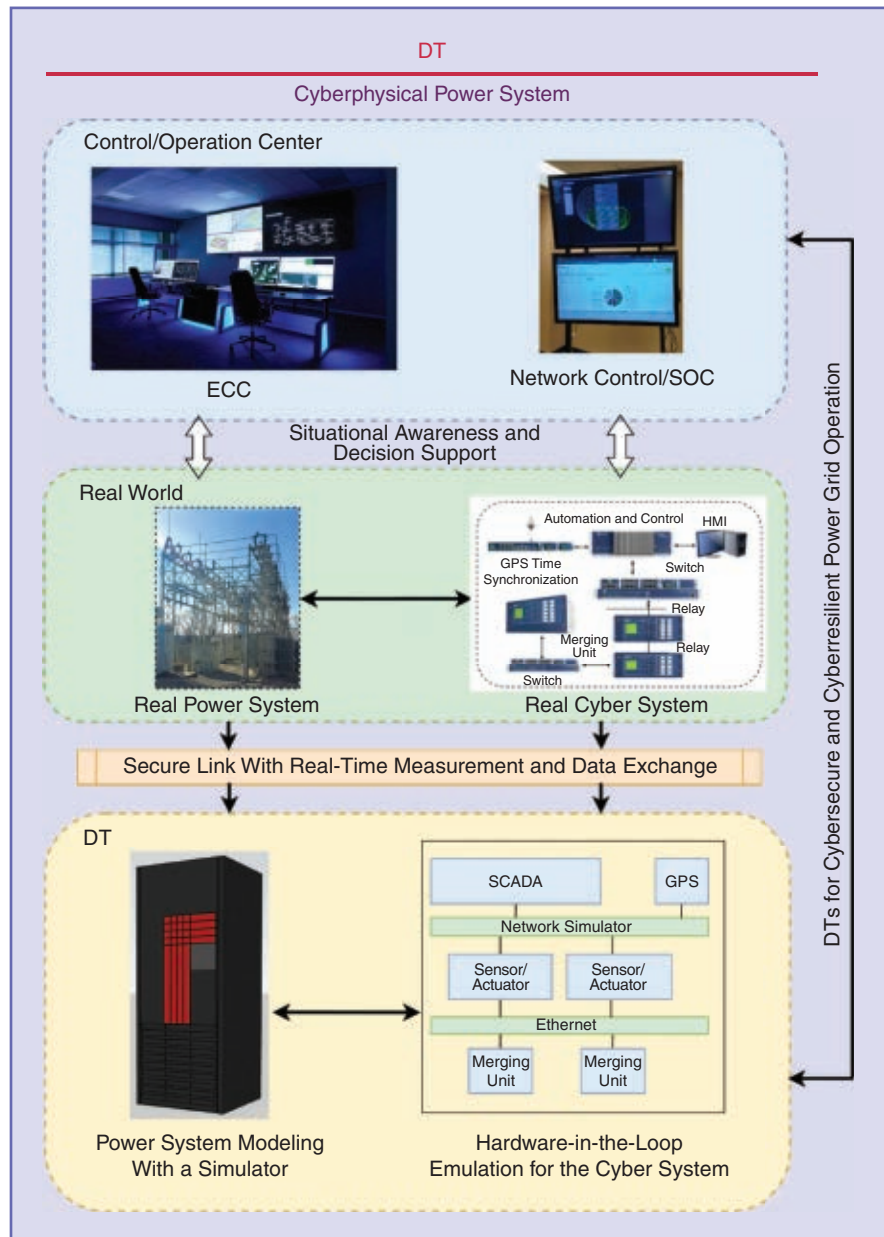 DT
Cyberphysical Power System
Control/Operation Center
ECC
Network Control/SOC
Situational Awareness and
Decision Support
Real World
Automation and Control
HMI
GPS Time
Synchronization
Switch
Relay
Merging
Unit
Relay
Switch
Real Power System
Real Cyber System
Secure Link With Real-Time Measurement and Data Exchange
DT
SCADA
GPS
Network Simulator
Sensor/
Actuator
Sensor/
Actuator
Ethernet
Merging
Unit
Merging
Unit
Power System Modeling
With a Simulator
Hardware-in-the-Loop
Emulation for the Cyber System
DTs for Cybersecure and Cyberresilient Power Grid Operation